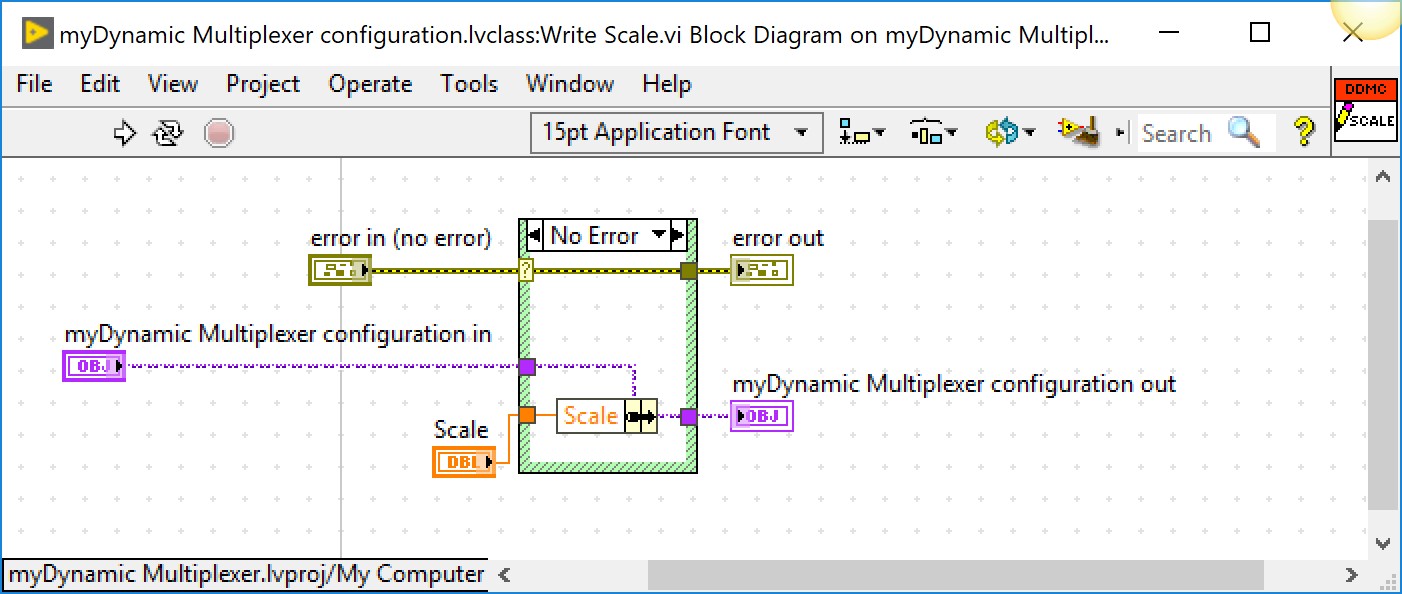 myDynamic Multiplexer configuration.lvclass:Write Scale.vi Block Diagram on myDynamic Multipl...
File Edit View Project Operate Tools Window Help
15pt Application Font
Search
?
DDMC
SCALE
No Error
error in (no error)
error out
?
myDynamic Multiplexer configuration in
OBJ
myDynamic Multiplexer configuration out
Scale
OBJ
Scale
DBL
myDynamic Multiplexer.lvproj/My Computer